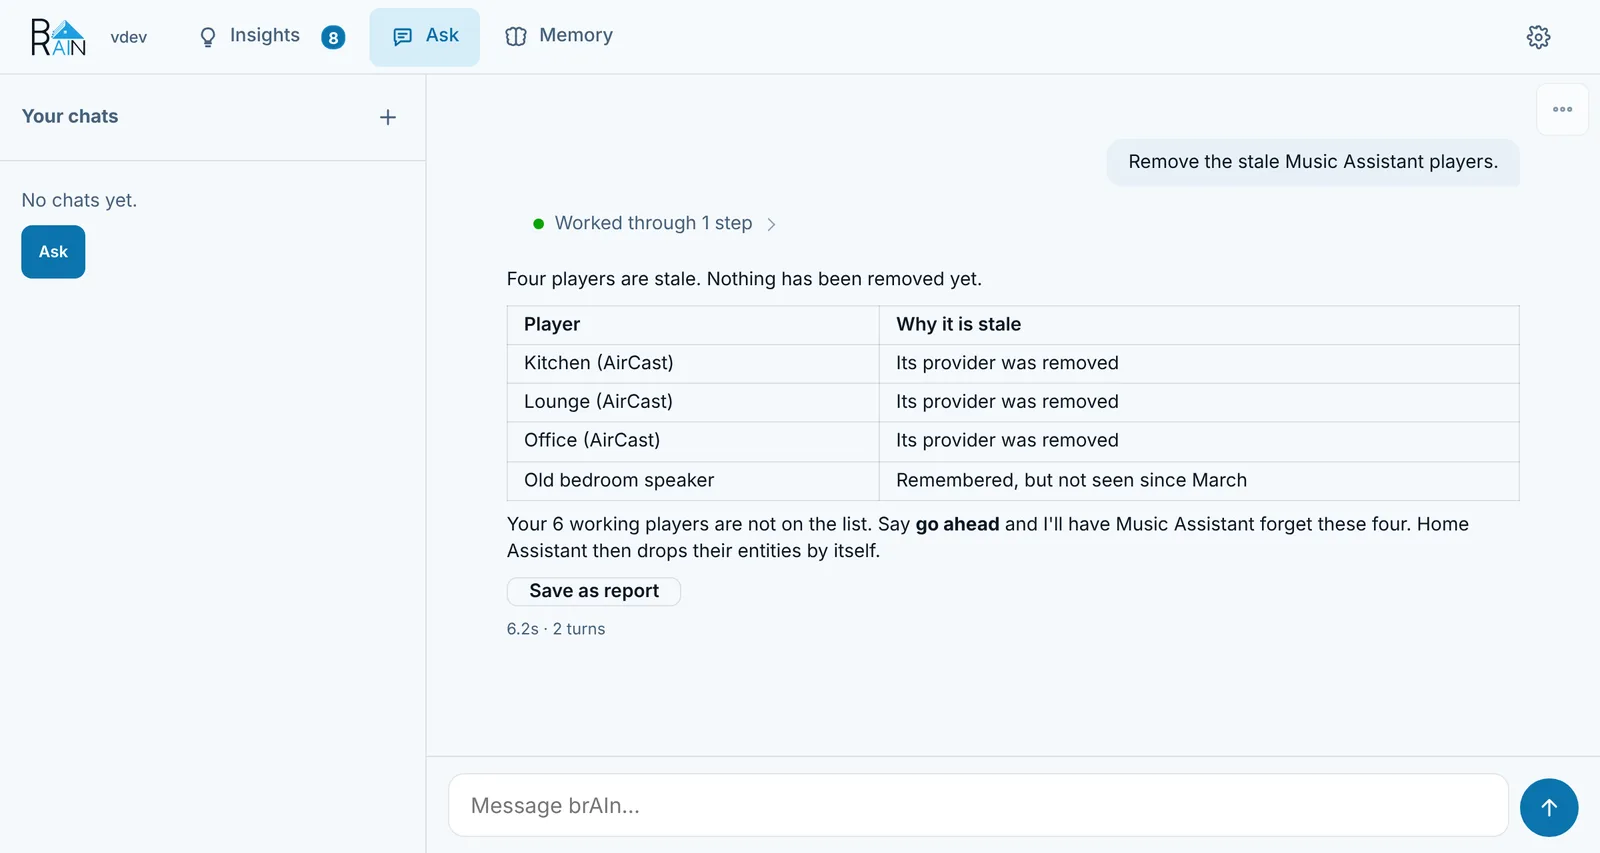 BRAIN vdev Insights 8 Ask Memory
Your chats
No chats yet.
Ask
Remove the stale Music Assistant players.
Worked through 1 step
Four players are stale. Nothing has been removed yet.
Player Why it is stale
Kitchen (AirCast) Its provider was removed
Lounge (AirCast) Its provider was removed
Office (AirCast) Its provider was removed
Old bedroom speaker Remembered, but not seen since March
Your 6 working players are not on the list. Say go ahead and I'll have Music Assistant forget these four. Home
Assistant then drops their entities by itself.
Save as report
6.2s · 2 turns
Message brAIn...